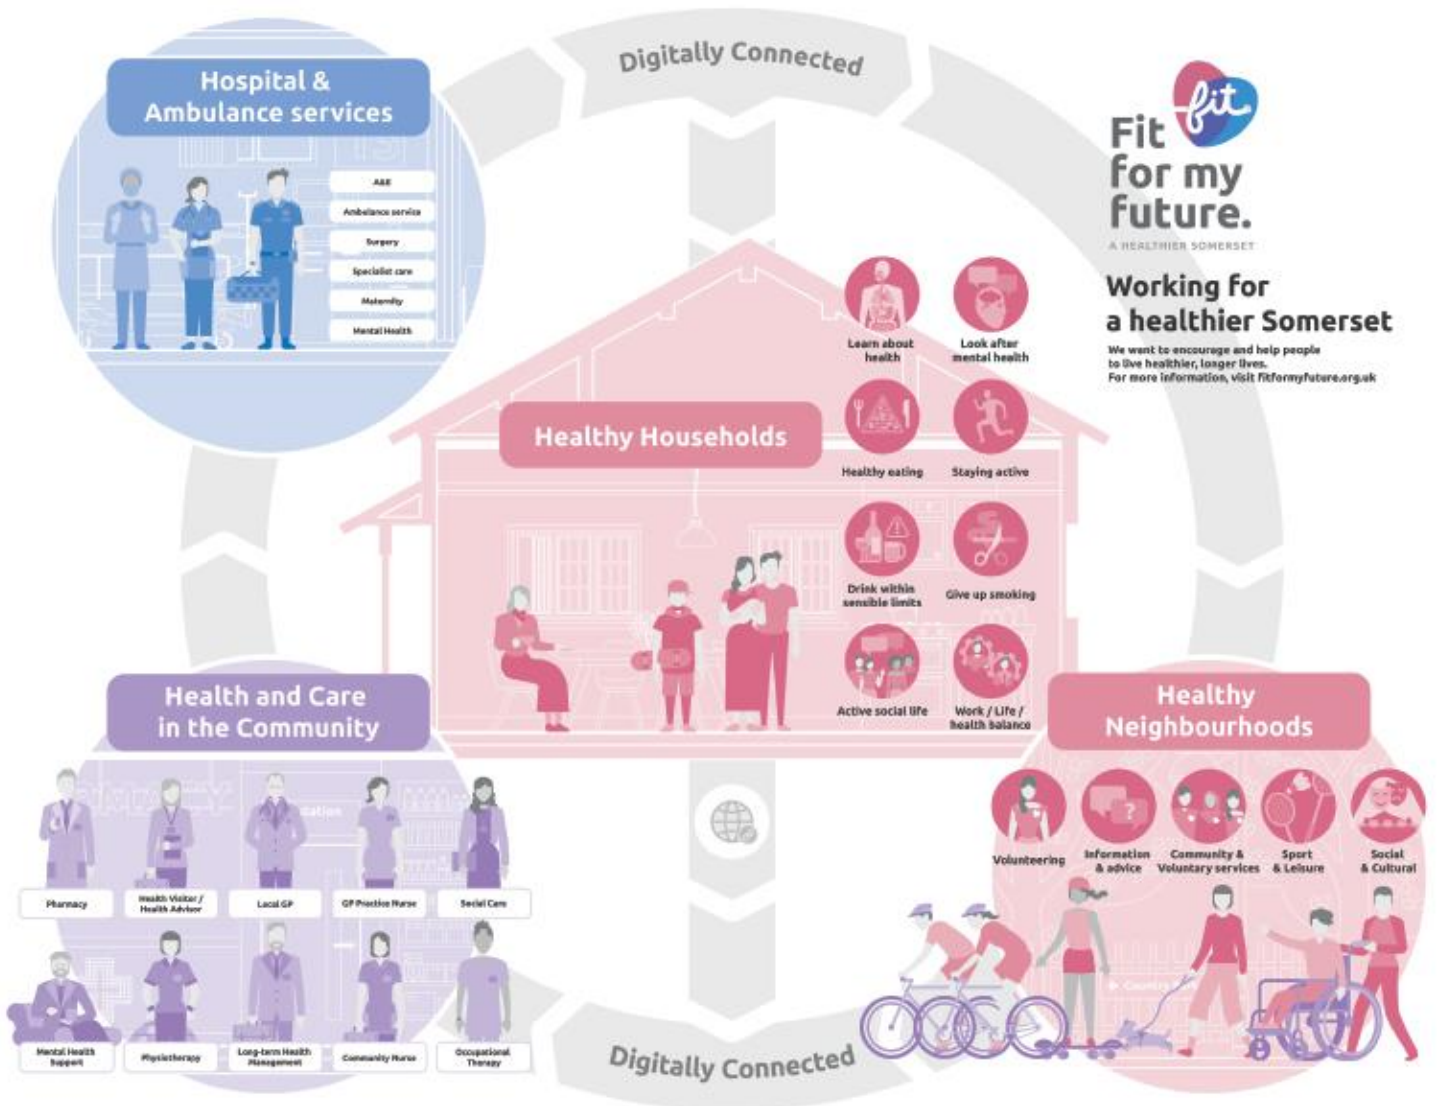 Digitally Connected
Hospital &
Ambulance services
A&E
Ambulance service
Surgery
Specialist care
Maternity
Mental Health
fit
Fit
for my
future.
A HEALTHIER SOMERSET
Working for
a healthier Somerset
We want to encourage and help people
to live healthier, longer lives.
For more information, visit fitformyfuture.org.uk
Healthy Households
Learn about
health
Look after
mental health
Healthy eating
Staying active
Drink within
sensible limits
Give up smoking
Active social life
Work / Life /
health balance
Health and Care
in the Community
Pharmacy
Health Visitor /
Health Advisor
Local GP
GP Practice Nurse
Social Care
Mental Health
Support
Physiotherapy
Long-term Health
Management
Community Nurse
Occupational
Therapy
Healthy
Neighbourhoods
Volunteering
Information
& advice
Community &
Voluntary services
Sport
& Leisure
Social
& Cultural
Country
Digitally Connected